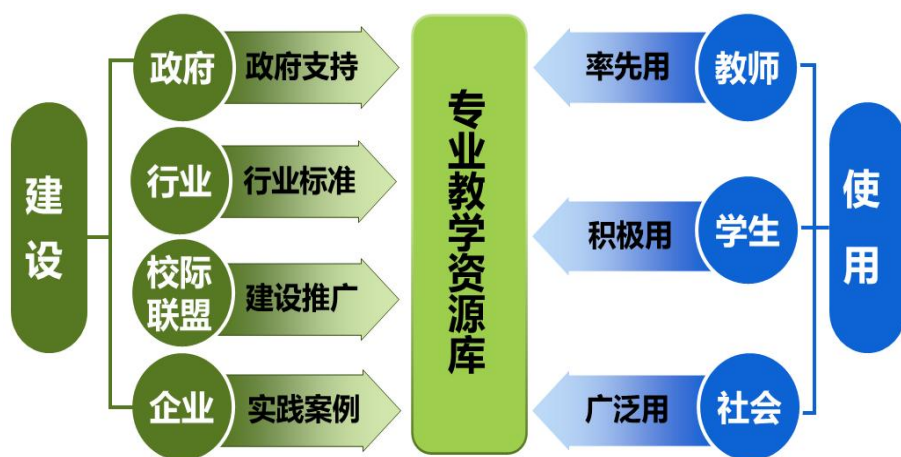 建设
政府
政府支持
行业
行业标准
校际
联盟
建设推广
企业
实践案例
专业教学资源库
率先用
教师
积极用
学生
广泛用
社会
使用